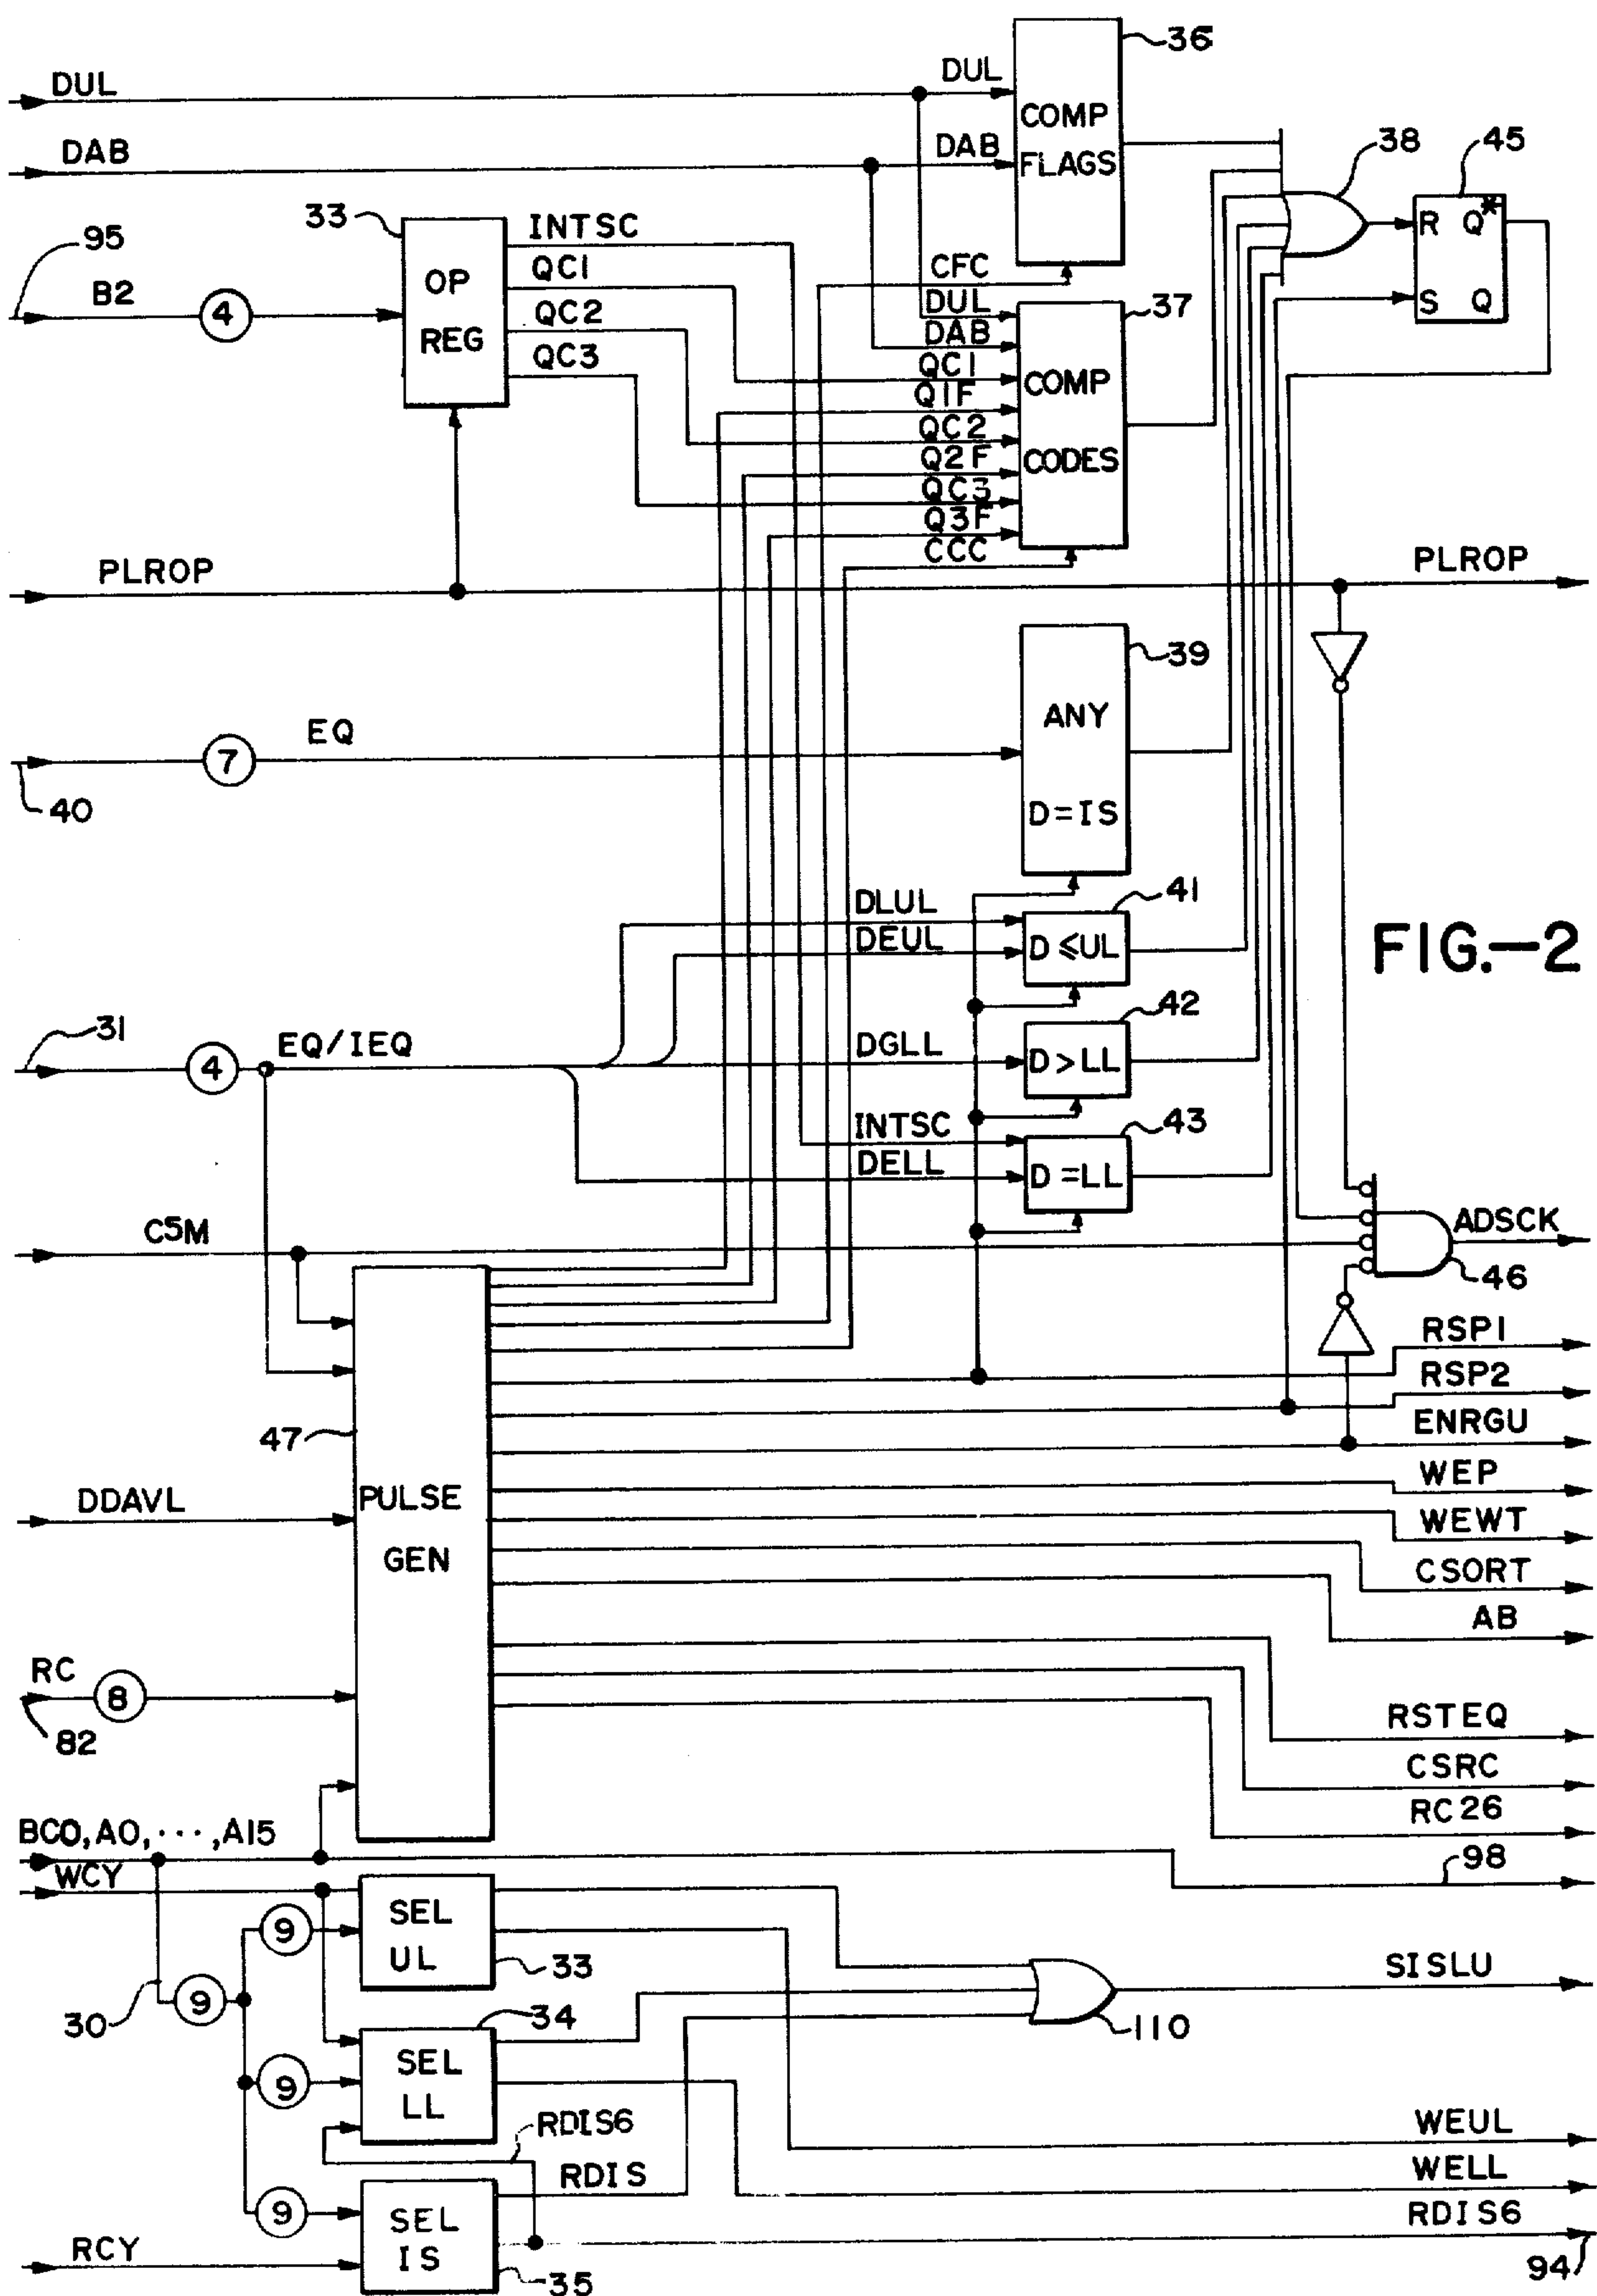 36
DUL
DUL
COMP
FLAGS
DAB
DAB
38
45
33
INTSC
R Q*
S Q
95
B2
4
OP
REG
QC1
QC2
QC3
CFC
DUL
DAB
QC1
Q1F
QC2
Q2F
QC3
Q3F
CCC
37
COMP
CODES
PLROP
PLROP
39
ANY
D=IS
EQ
7
40
DLUL
DEUL
41
D≤UL
FIG.-2
31
4
EQ/IEQ
DGLL
42
D>LL
INTSC
DELL
43
D=LL
C5M
ADSCK
46
RSP1
RSP2
ENRGU
47
WEP
DDAVL
PULSE
GEN
WEWT
CSORT
AB
RC
8
82
RSTEQ
CSRC
RC26
BC0,A0,···,A15
98
WCY
9
SEL
UL
33
SISLU
30
9
34
110
9
SEL
LL
RDIS6
WEUL
RDIS
WELL
9
SEL
IS
RDIS6
RCY
35
94